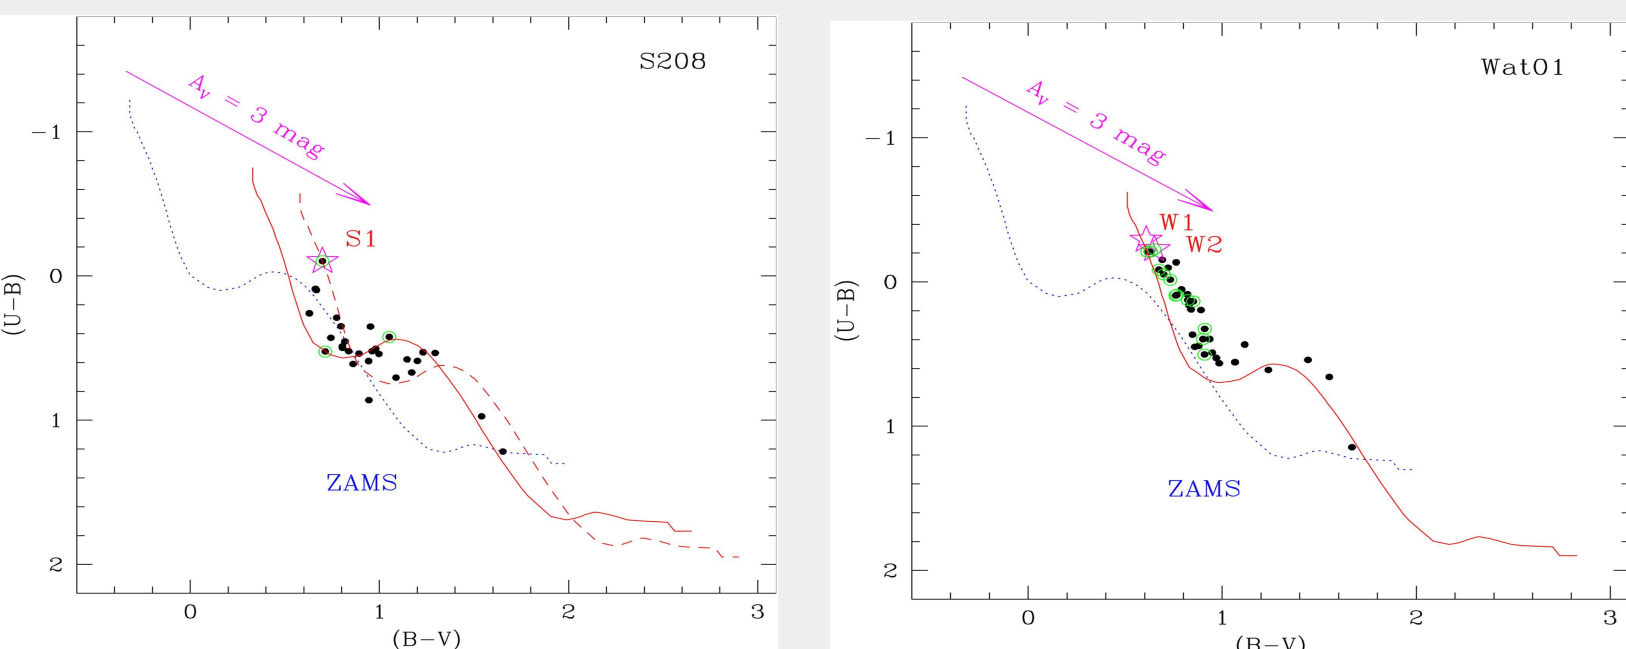 S208
A_V = 3 mag
S1
ZAMS
-1
0
1
2
(U-B)
0
1
2
3
(B-V)
Wat01
A_V = 3 mag
W1
W2
ZAMS
-1
0
1
2
(U-B)
0
1
2
3
(B-V)